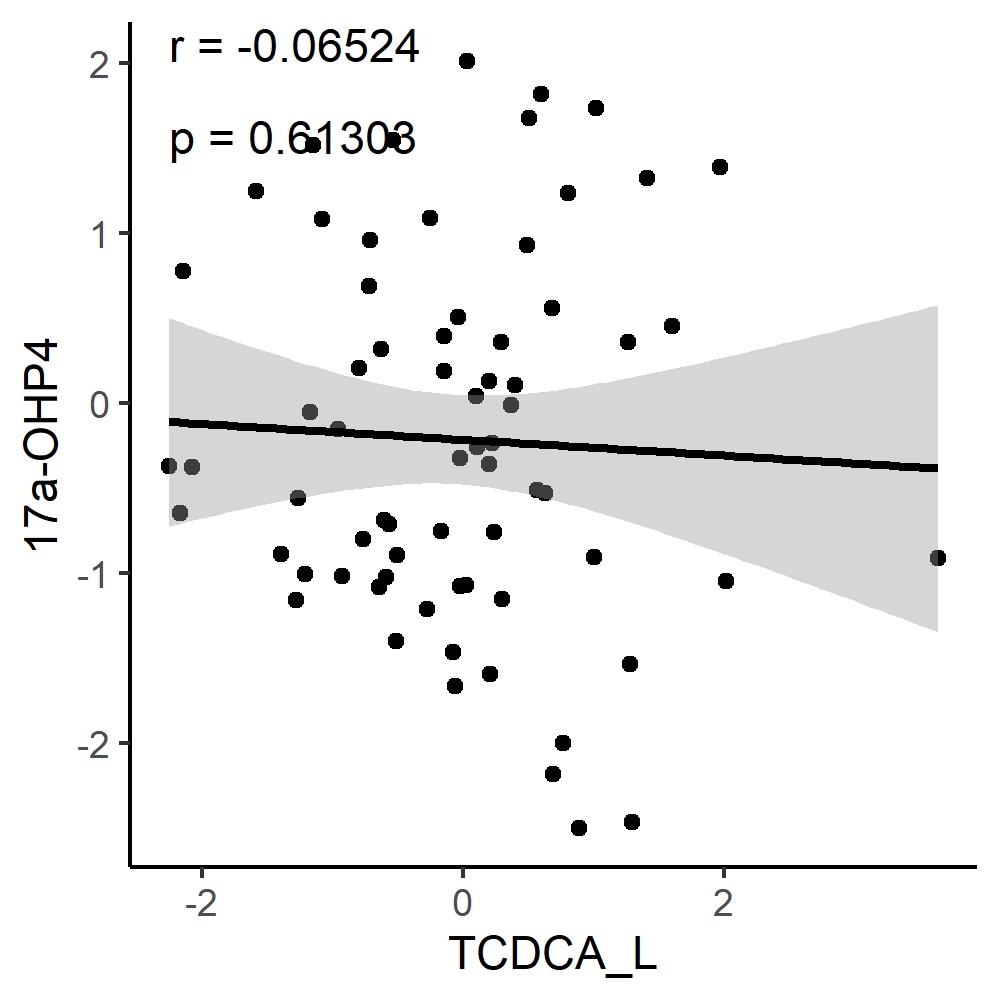 r = -0.06524
p = 0.61303
2
1
0
-1
-2
17a-OHP4
-2 0 2
TCDCA_L